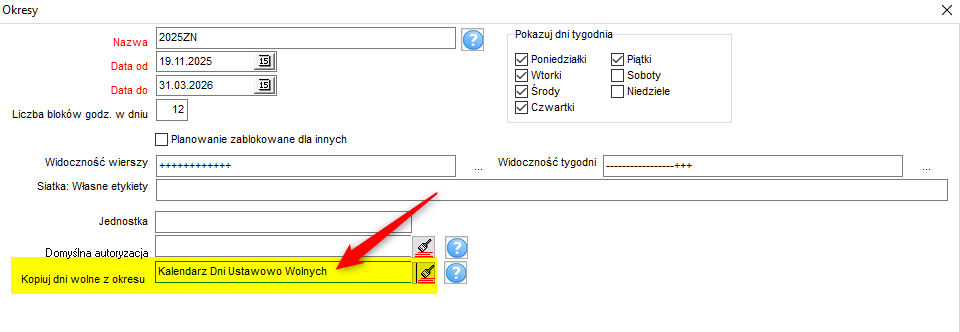 Okresy
Nazwa 2025ZN ?
Data od 19.11.2025 15
Data do 31.03.2026 15
Liczba bloków godz. w dniu 12
Pokazuj dni tygodnia
Poniedziałki Piątki
Wtorki Soboty
Środy Niedziele
Czwartki
Planowanie zablokowane dla innych
Widoczność wierszy ++++++++++++ ... Widoczność tygodni -----------------+++ ...
Siatka: Własne etykiety
Jednostka
Domyślna autoryzacja ?
Kopiuj dni wolne z okresu Kalendarz Dni Ustawowo Wolnych ?